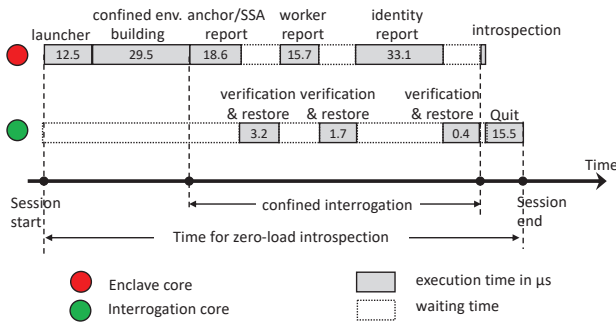 confined env. anchor/SSA worker identity
launcher building report report report introspection
12.5 29.5 18.6 15.7 33.1
verification verification verification
& restore & restore & restore Quit
3.2 1.7 0.4 15.5
Time
Session start
confined interrogation
Session end
Time for zero-load introspection
Enclave core
execution time in μs
Interrogation core
waiting time